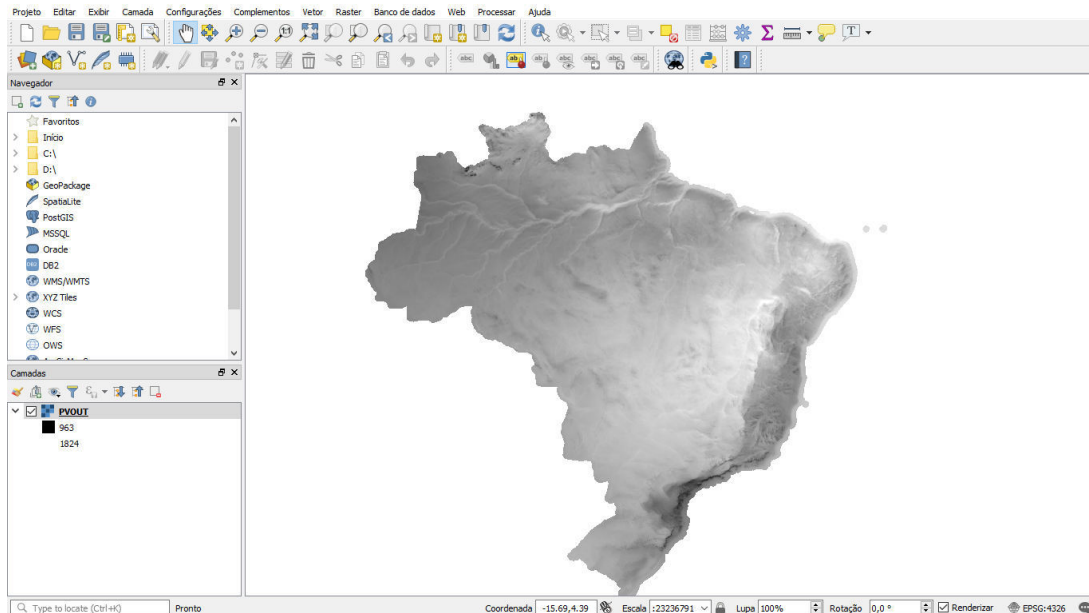 Projeto Editar Exibir Camada Configurações Complementos Vetor Raster Banco de dados Web Processar Ajuda
Navegador
Favoritos
Início
C:\
D:\
GeoPackage
SpatiaLite
PostGIS
MSSQL
Oracle
DB2
WMS/WMTS
XYZ Tiles
WCS
WFS
OWS
Camadas
PVOUT
963
1824
Type to locate (Ctrl+K) Pronto Coordenada -15.69,4.39 Escala :23236791 Lupa 100% Rotação 0,0 ° Renderizar EPSG:4326